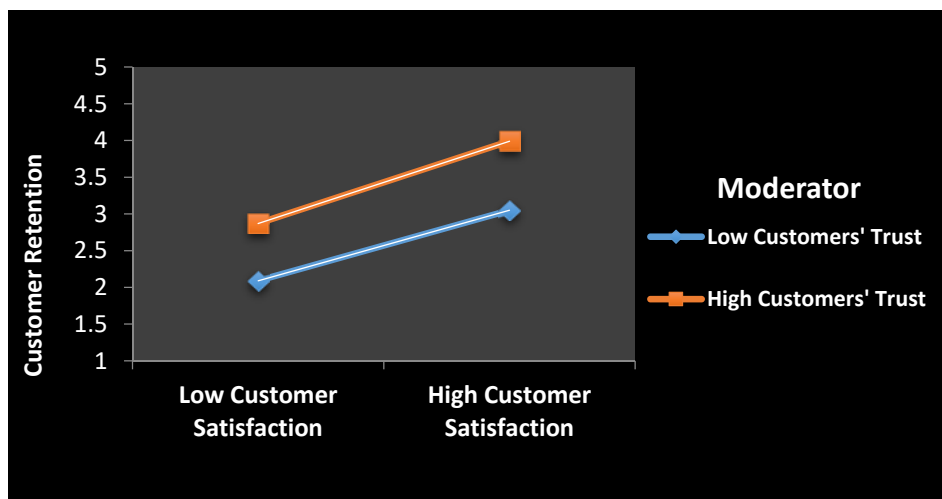 5
4.5
4
3.5
3
2.5
2
1.5
1
Customer Retention
Low Customer
Satisfaction
High Customer
Satisfaction
Moderator
Low Customers' Trust
High Customers' Trust